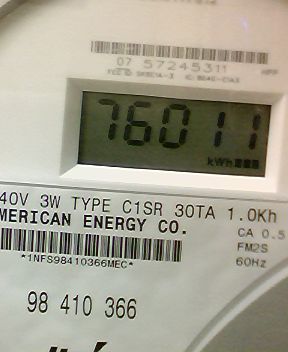 07 57245311
76011
kWh
40V 3W TYPE C1SR 30TA 1.0Kh
MERICAN ENERGY CO.
CA 0.5
FM2S
*1NFS98410366MEC*
60Hz
98 410 366